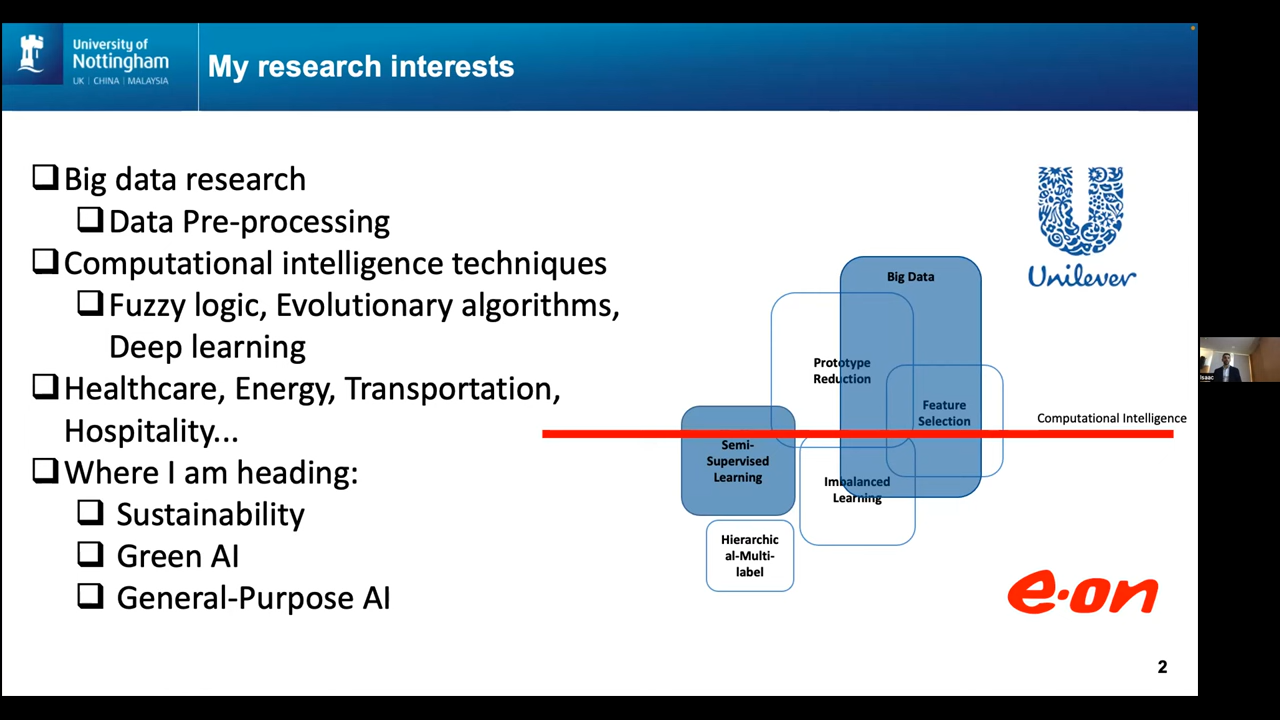 University of
Nottingham
UK | CHINA | MALAYSIA
My research interests
Big data research
Data Pre-processing
Computational intelligence techniques
Fuzzy logic, Evolutionary algorithms,
Deep learning
Healthcare, Energy, Transportation,
Hospitality...
Where I am heading:
Sustainability
Green AI
General-Purpose AI
Unilever
Big Data
Prototype
Reduction
Feature
Selection
Computational Intelligence
Semi-
Supervised
Learning
Imbalanced
Learning
Hierarchic
al-Multi-
label
e·on
2
Isaac